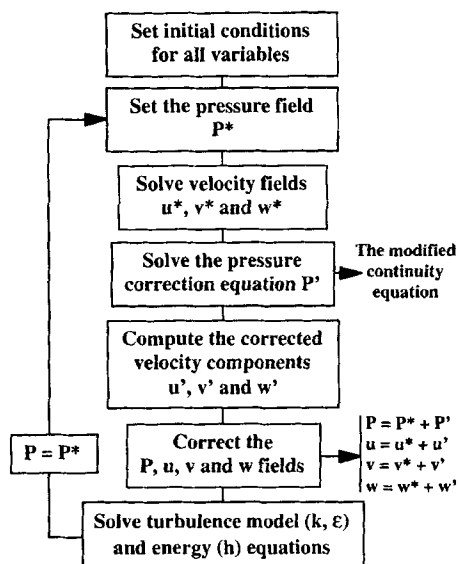 Set initial conditions
for all variables
Set the pressure field
P*
Solve velocity fields
u*, v* and w*
Solve the pressure
correction equation P'
The modified
continuity
equation
Compute the corrected
velocity components
u', v' and w'
Correct the
P, u, v and w fields
P = P* + P'
u = u* + u'
v = v* + v'
w = w* + w'
P = P*
Solve turbulence model (k, ε)
and energy (h) equations